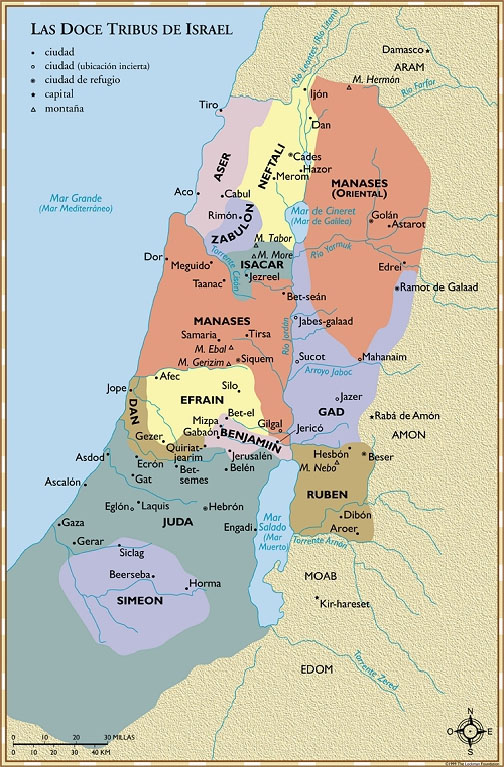 LAS DOCE TRIBUS DE ISRAEL
ciudad
ciudad (ubicación incierta)
ciudad de refugio
capital
montaña
Río Leontes (Río Litani)
Damasco
ARAM
M. Hermón
Río Farfar
Ijón
Tiro
Dan
ASER
NEFTALI
Cades
Hazor
Merom
MANASES
(ORIENTAL)
Aco
Cabul
Mar Grande
(Mar Mediterráneo)
Rimón
ZABULON
Mar de Cineret
(Mar de Galilea)
Golán
Astarot
M. Tabor
Río Yarmuk
Dor
Meguido
Torrente Cisón
M. More
ISACAR
Jezreel
Edrei
Taanac
Ramot de Galaad
Bet-seán
MANASES
Jabes-galaad
Samaria
Tirsa
Río Jordán
M. Ebal
M. Gerizim
Siquem
Sucot
Mahanaim
Arroyo Jaboc
Afec
Jope
Silo
DAN
EFRAIN
Jazer
Bet-el
GAD
Mizpa
Rabá de Amón
Gabaón
BENJAMIIN
Gilgal
Jericó
AMON
Gezer
Quiriat-
jearim
Jerusalén
Hesbón
Beser
Asdod
Ecrón
Bet-
semes
Belén
M. Nebo
Gat
Ascalón
RUBEN
Eglón
Laquis
Hebrón
Mar
Salado
(Mar
Muerto)
Dibón
Gaza
JUDA
Engadi
Aroer
Gerar
Siclag
Torrente Arnón
Beerseba
Horma
MOAB
SIMEON
Kir-hareset
EDOM
Torrente Zered
N
O
E
S
0 10 20 30 MILLAS
0 10 20 30 40 KM
©1999 The Lockman Foundation